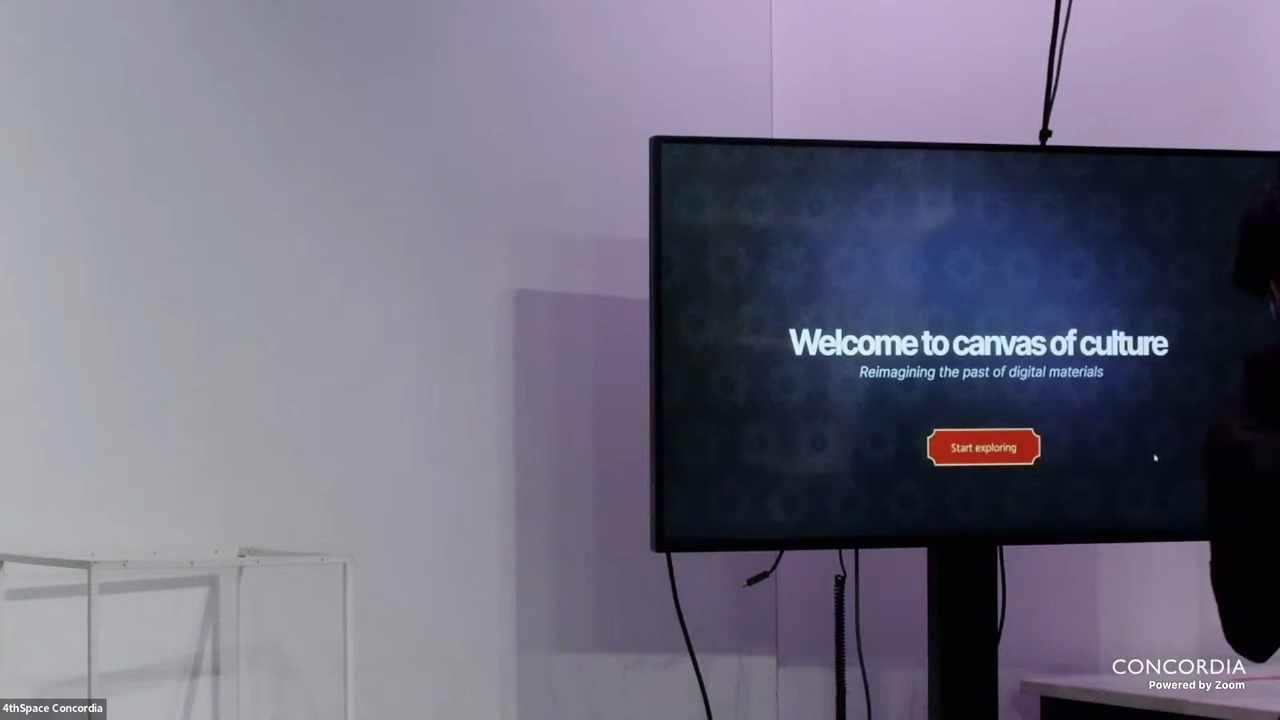 Welcome to canvas of culture
Reimagining the past of digital materials
Start exploring
CONCORDIA
Powered by Zoom
4thSpace Concordia